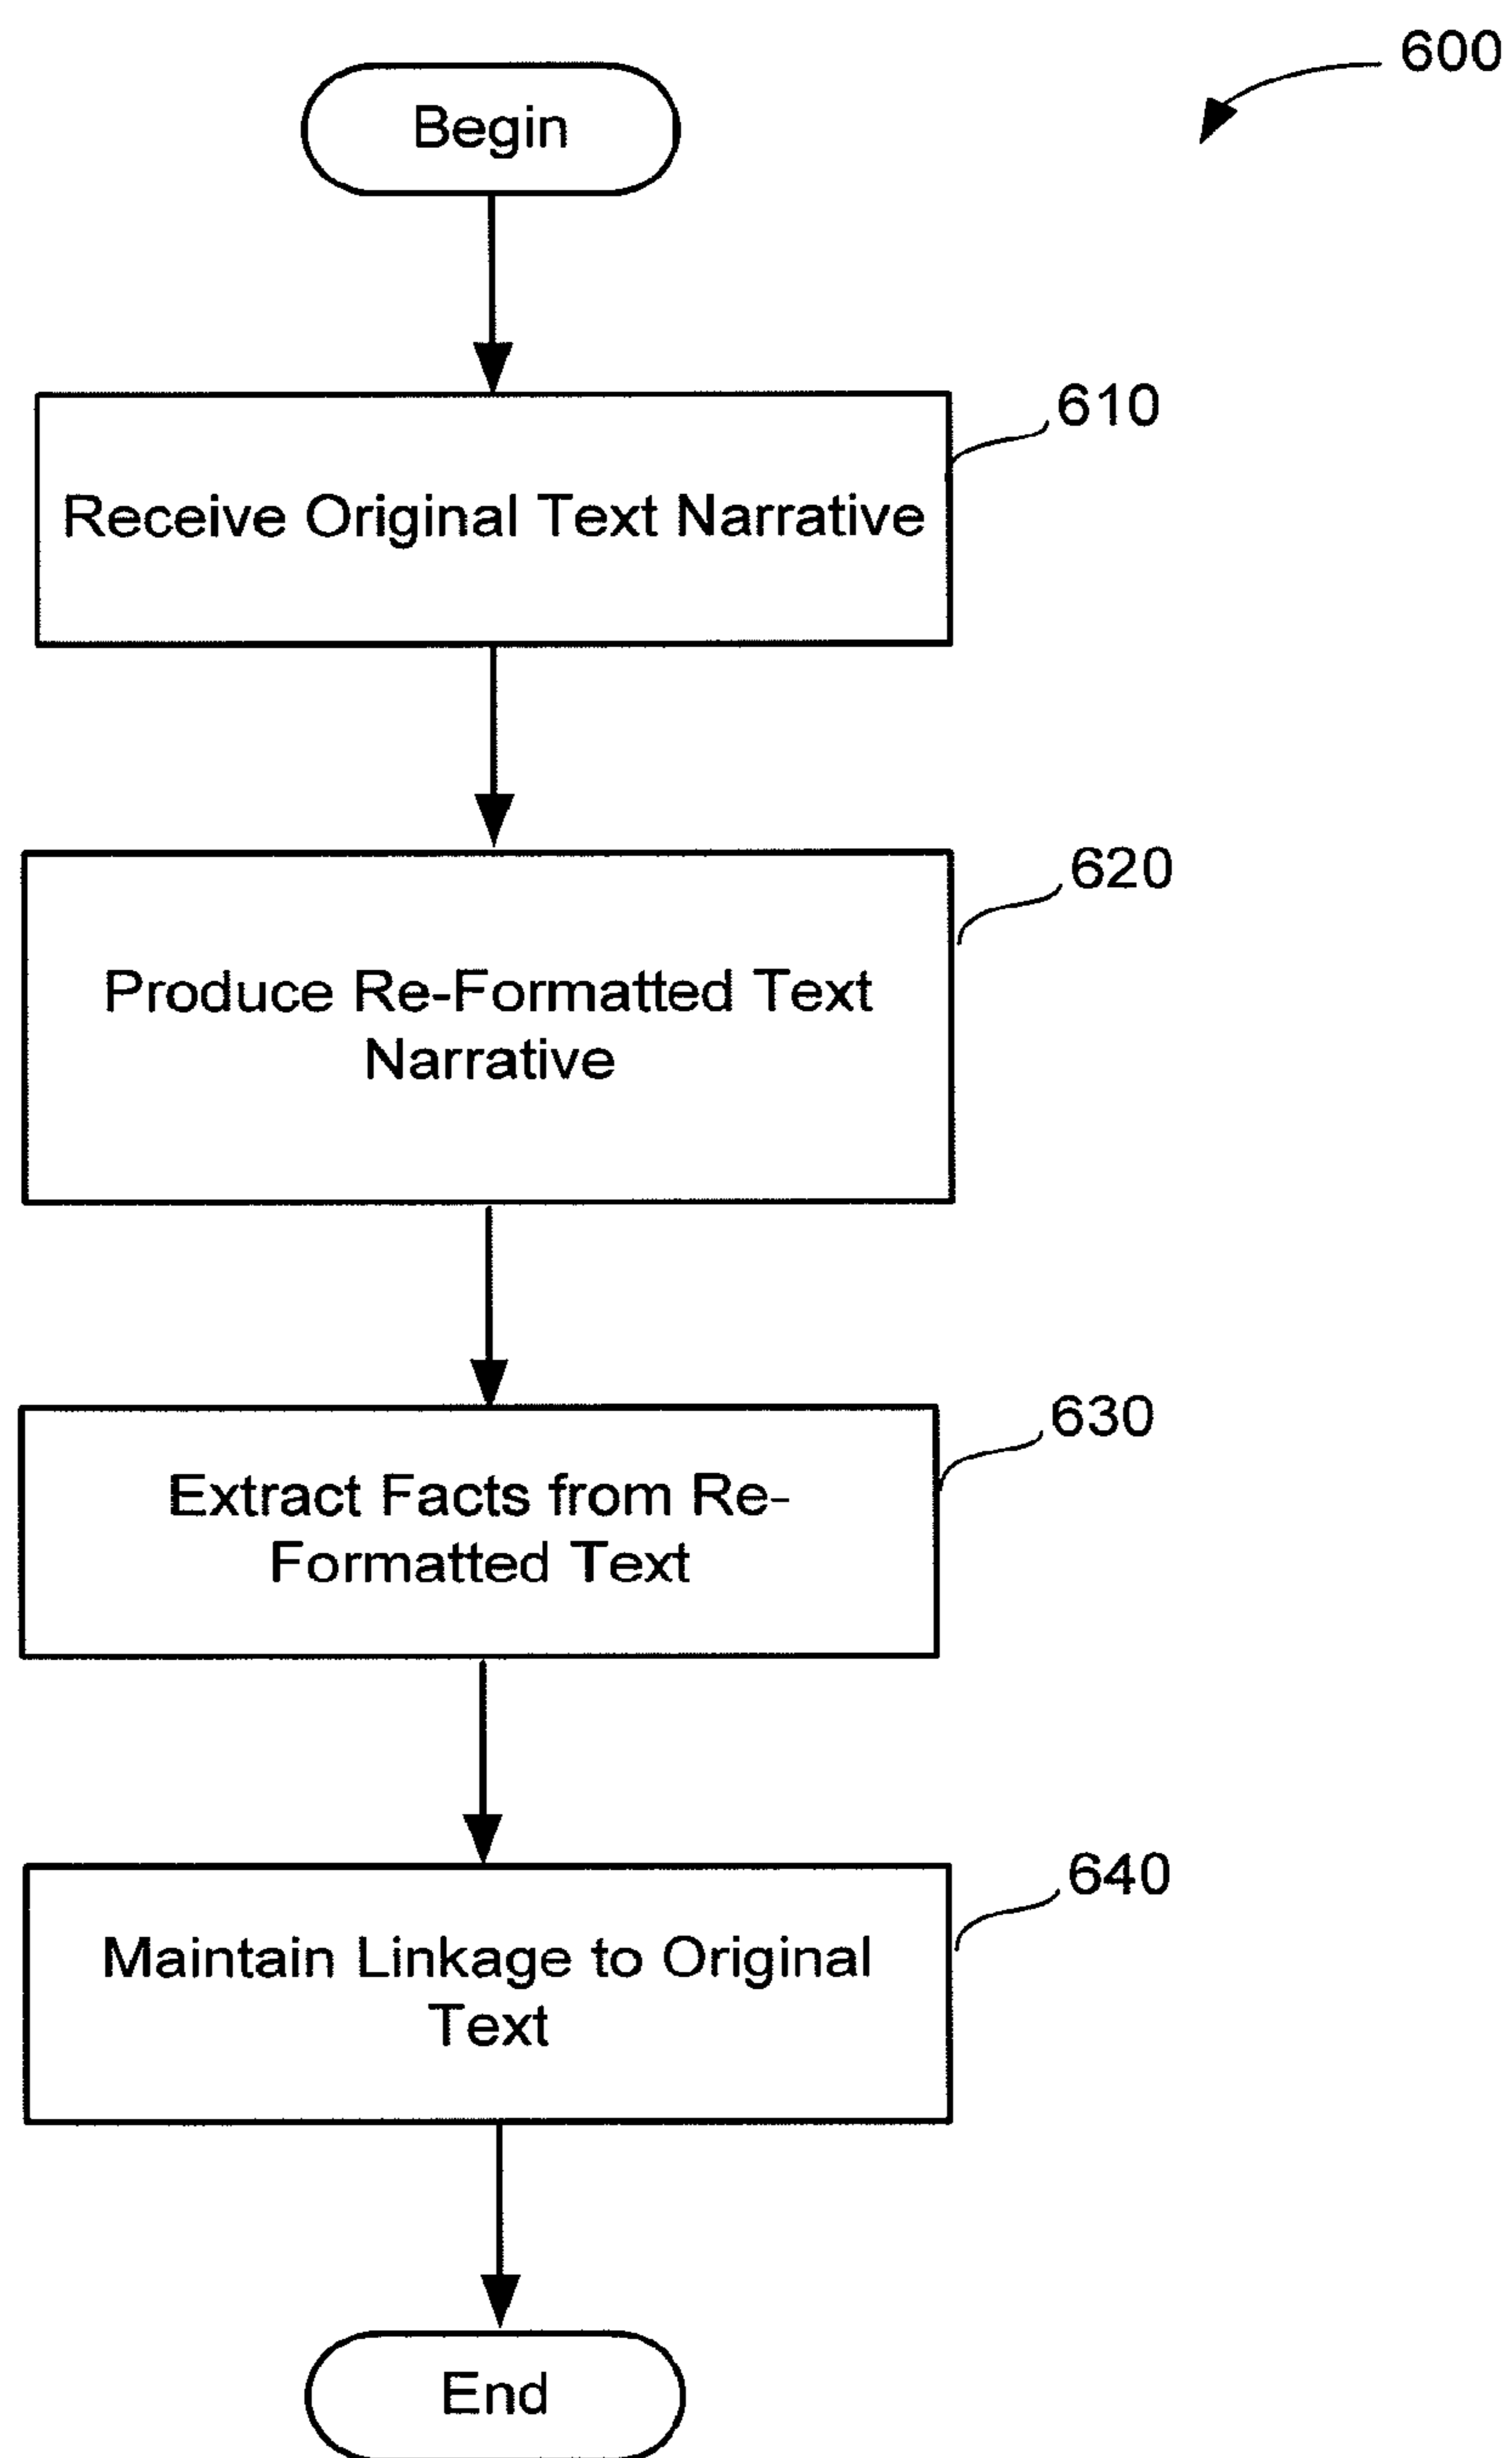 600
Begin
610
Receive Original Text Narrative
620
Produce Re-Formatted Text
Narrative
630
Extract Facts from Re-
Formatted Text
640
Maintain Linkage to Original
Text
End